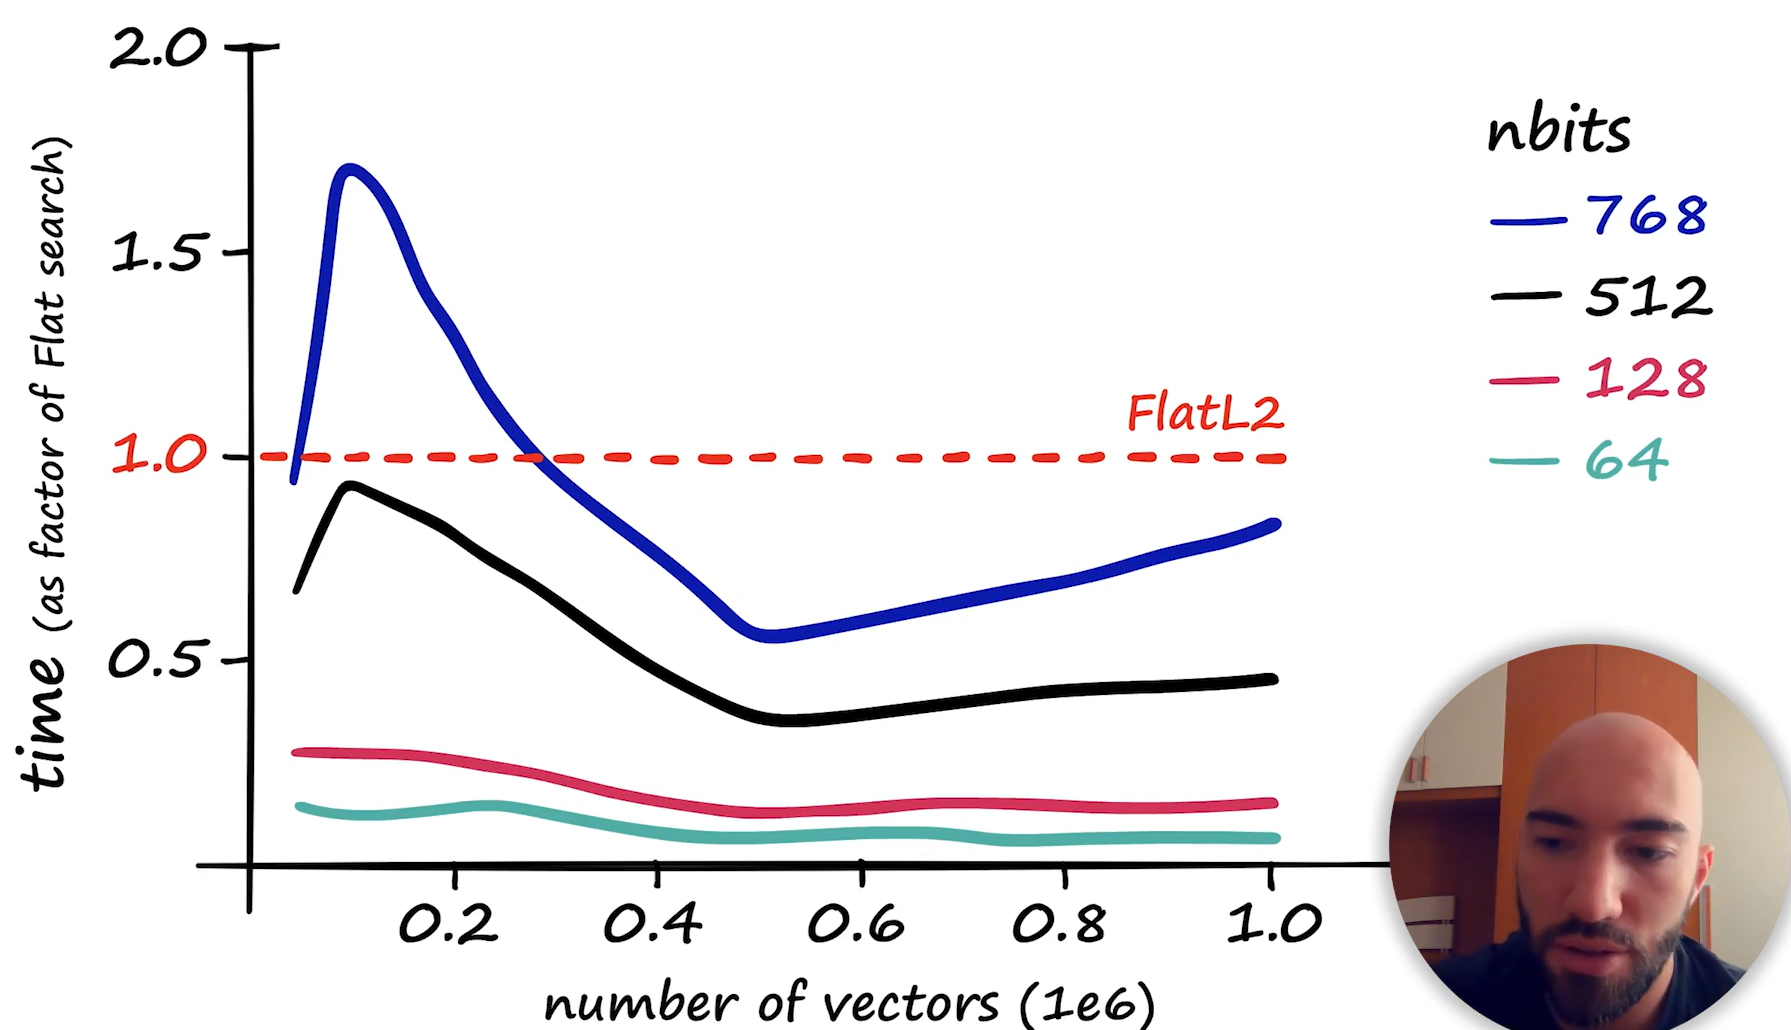 2.0
1.5
1.0
0.5
time (as factor of Flat search)
FlatL2
nbits
768
512
128
64
0.2 0.4 0.6 0.8 1.0
number of vectors (1e6)